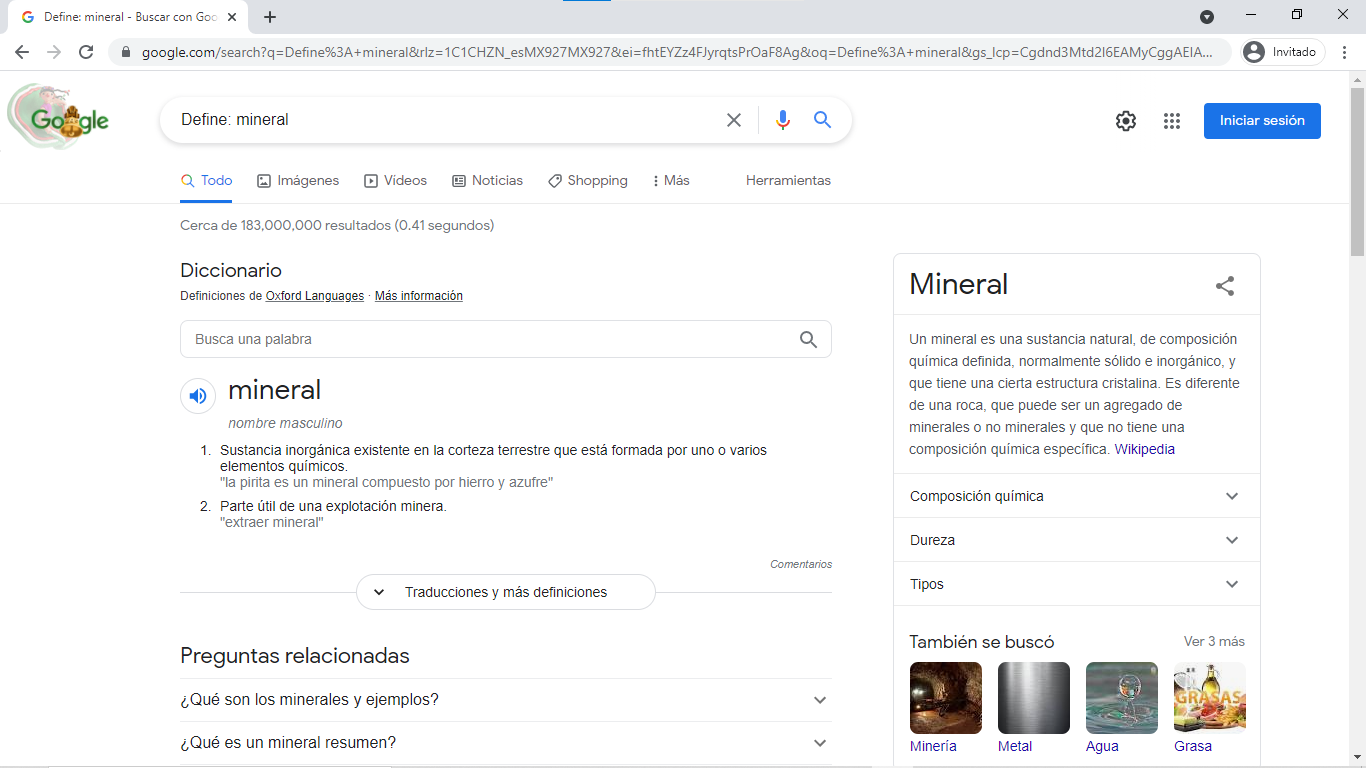 Define: mineral - Buscar con Goo
google.com/search?q=Define%3A+mineral&rlz=1C1CHZN_esMX927MX927&ei=fhtEYZz4FJyrqtsPrOaF8Ag&oq=Define%3A+mineral&gs_lcp=Cgdnd3Mtd2l6EAMyCggAEIA...
Invitado
Google
Define: mineral
Iniciar sesión
Todo
Imágenes
Videos
Noticias
Shopping
Más
Herramientas
Cerca de 183,000,000 resultados (0.41 segundos)
Diccionario
Definiciones de Oxford Languages · Más información
Busca una palabra
mineral
nombre masculino
1. Sustancia inorgánica existente en la corteza terrestre que está formada por uno o varios
elementos químicos.
"la pirita es un mineral compuesto por hierro y azufre"
2. Parte útil de una explotación minera.
"extraer mineral"
Comentarios
Traducciones y más definiciones
Preguntas relacionadas
¿Qué son los minerales y ejemplos?
¿Qué es un mineral resumen?
Mineral
Un mineral es una sustancia natural, de composición
química definida, normalmente sólido e inorgánico, y
que tiene una cierta estructura cristalina. Es diferente
de una roca, que puede ser un agregado de
minerales o no minerales y que no tiene una
composición química específica. Wikipedia
Composición química
Dureza
Tipos
También se buscó
Ver 3 más
GRASAS
Minería
Metal
Agua
Grasa